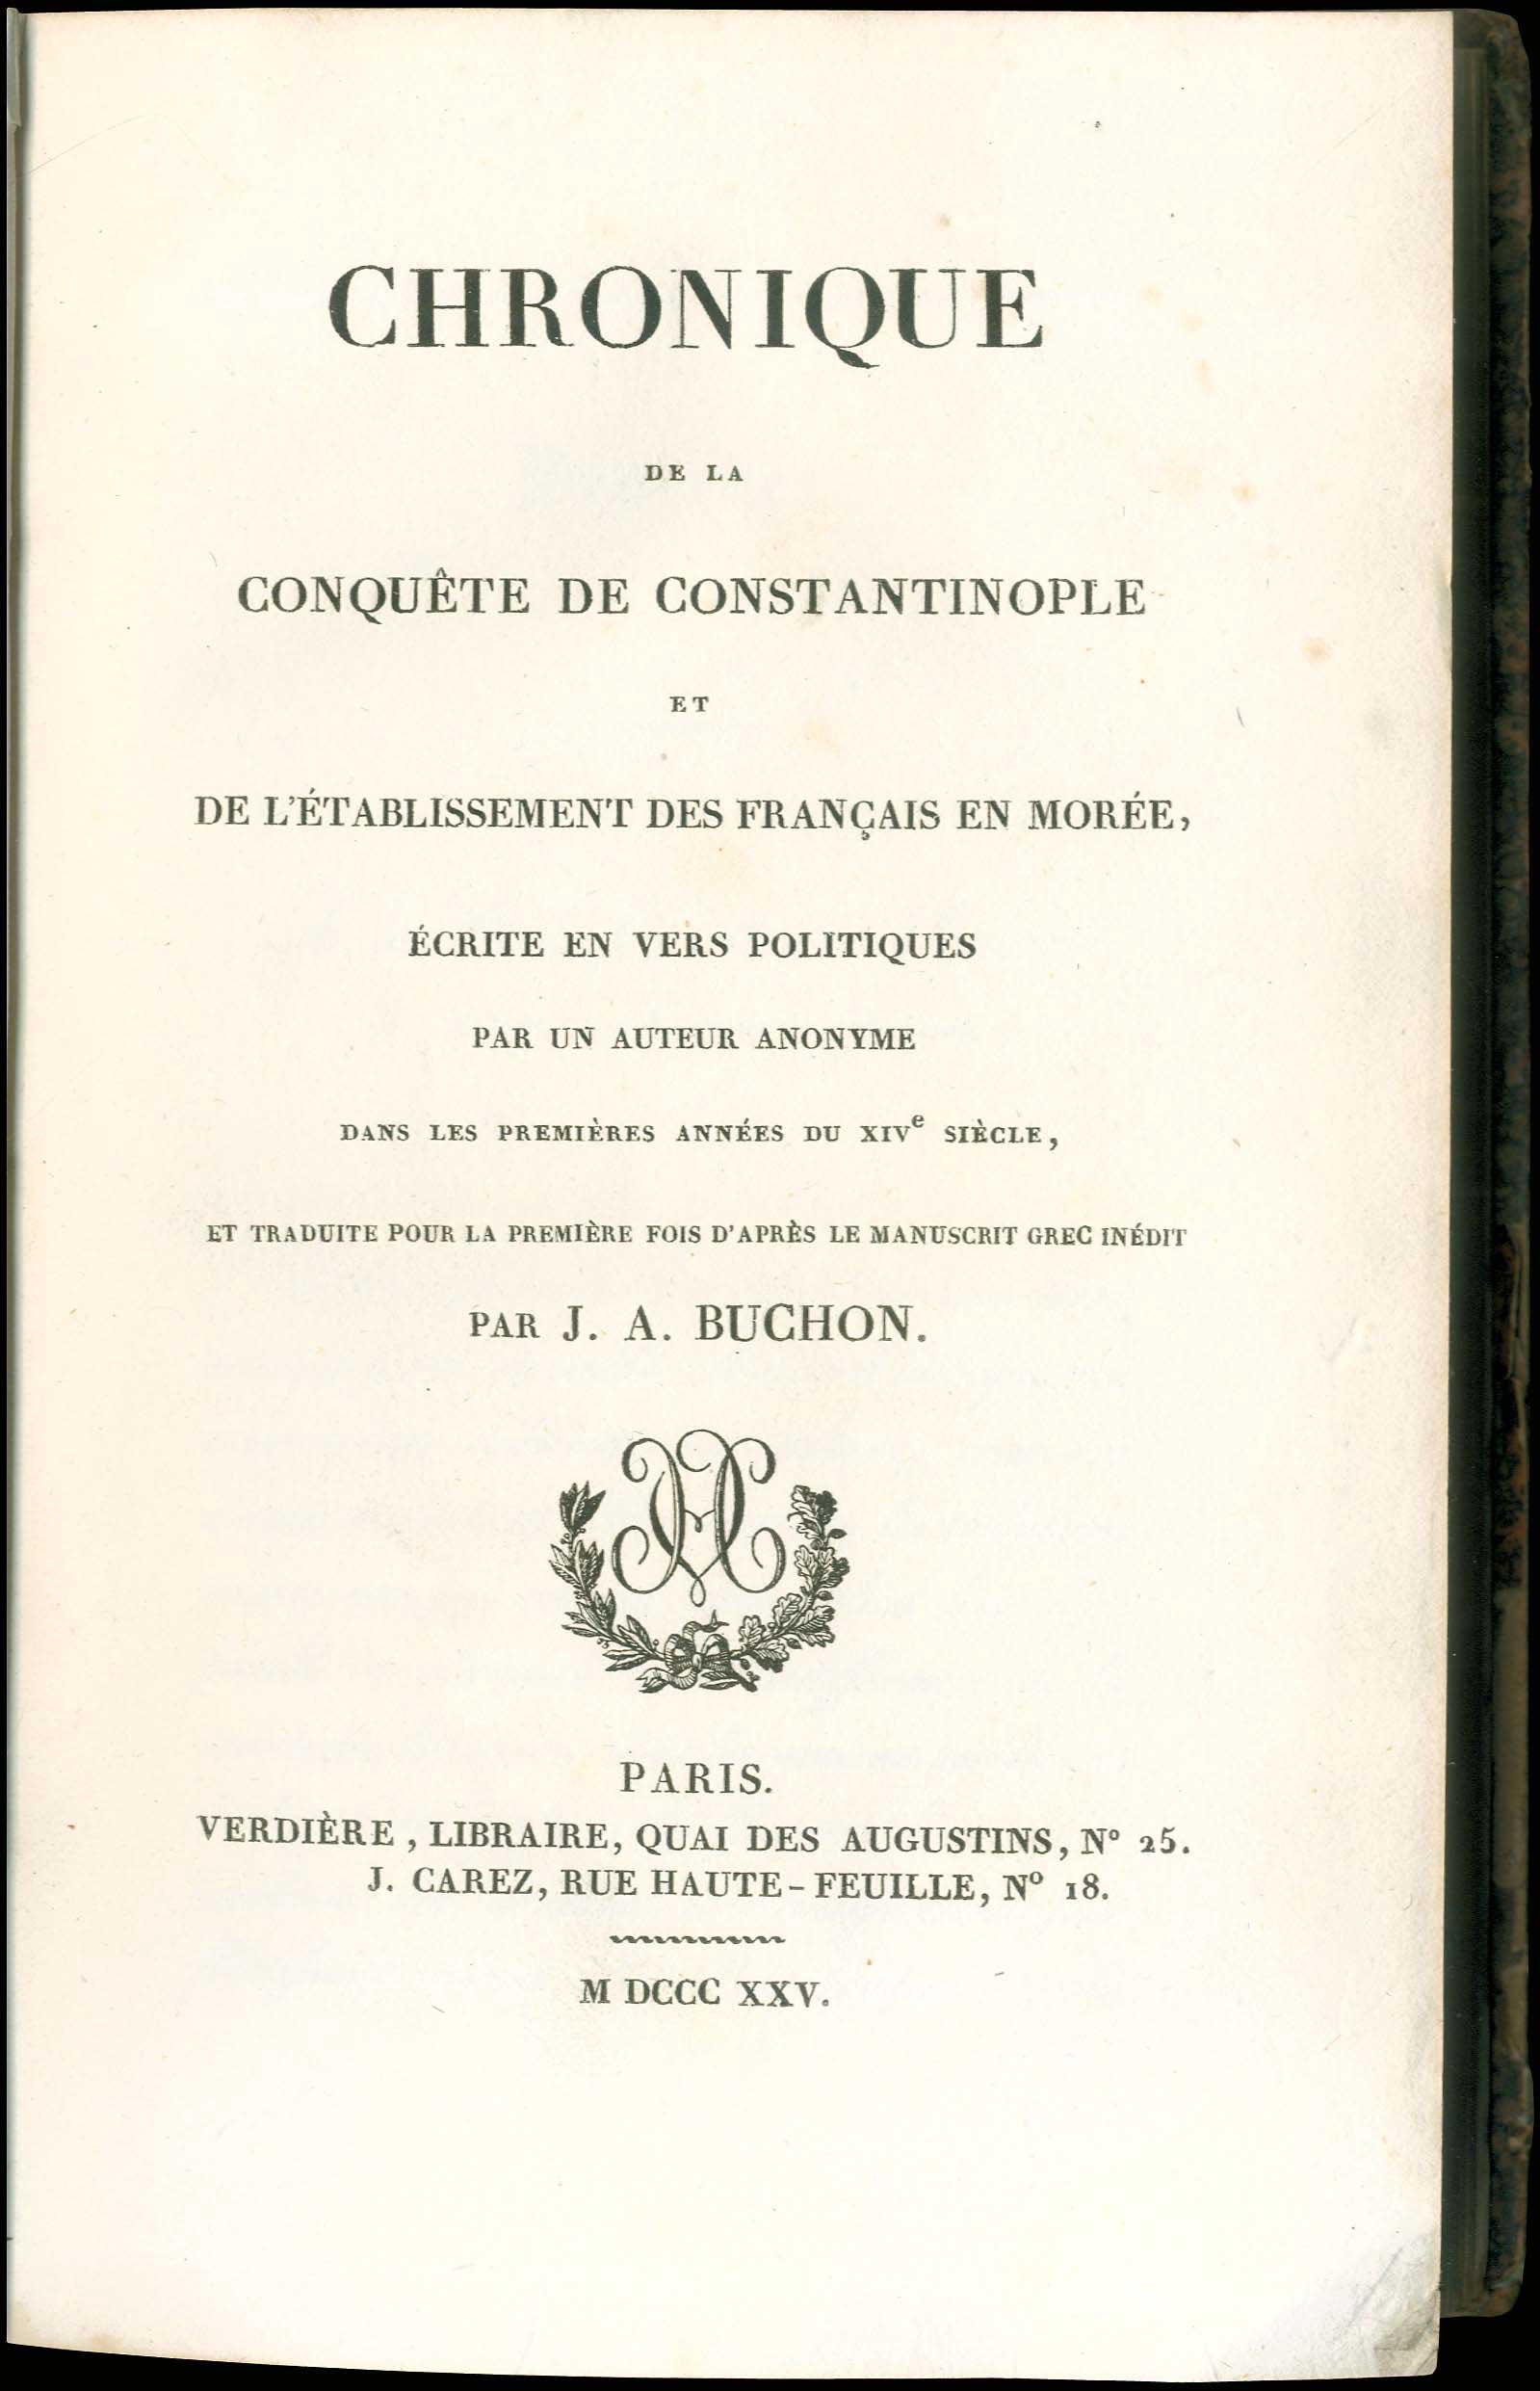 CHRONIQUE
DE LA
CONQUÊTE DE CONSTANTINOPLE
ET
DE L'ÉTABLISSEMENT DES FRANÇAIS EN MORÉE,
ÉCRITE EN VERS POLITIQUES
PAR UN AUTEUR ANONYME
DANS LES PREMIÈRES ANNÉES DU XIVe SIÈCLE,
ET TRADUITE POUR LA PREMIÈRE FOIS D'APRÈS LE MANUSCRIT GREC INÉDIT
PAR J. A. BUCHON.
PARIS.
VERDIÈRE, LIBRAIRE, QUAI DES AUGUSTINS, No 25.
J. CAREZ, RUE HAUTE-FEUILLE, No 18.
M DCCC XXV.